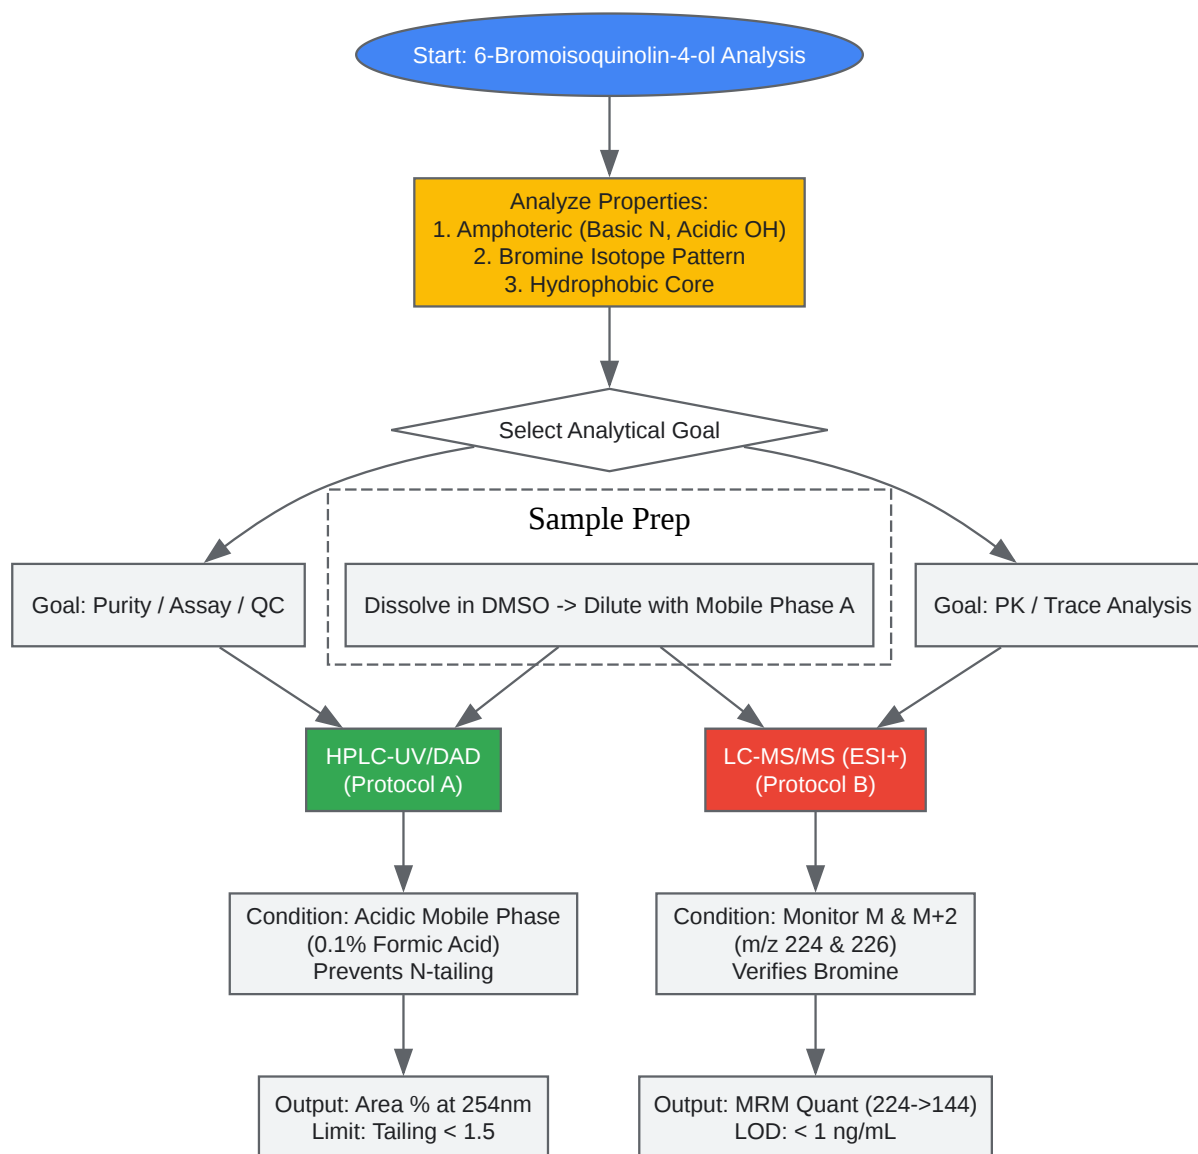 Start: 6-Bromoisoquinolin-4-ol Analysis
Analyze Properties:
1. Amphoteric (Basic N, Acidic OH)
2. Bromine Isotope Pattern
3. Hydrophobic Core
Select Analytical Goal
Sample Prep
Goal: Purity / Assay / QC
Dissolve in DMSO -> Dilute with Mobile Phase A
Goal: PK / Trace Analysis
HPLC-UV/DAD
(Protocol A)
LC-MS/MS (ESI+)
(Protocol B)
Condition: Acidic Mobile Phase
(0.1% Formic Acid)
Prevents N-tailing
Condition: Monitor M & M+2
(m/z 224 & 226)
Verifies Bromine
Output: Area % at 254nm
Limit: Tailing < 1.5
Output: MRM Quant (224->144)
LOD: < 1 ng/mL